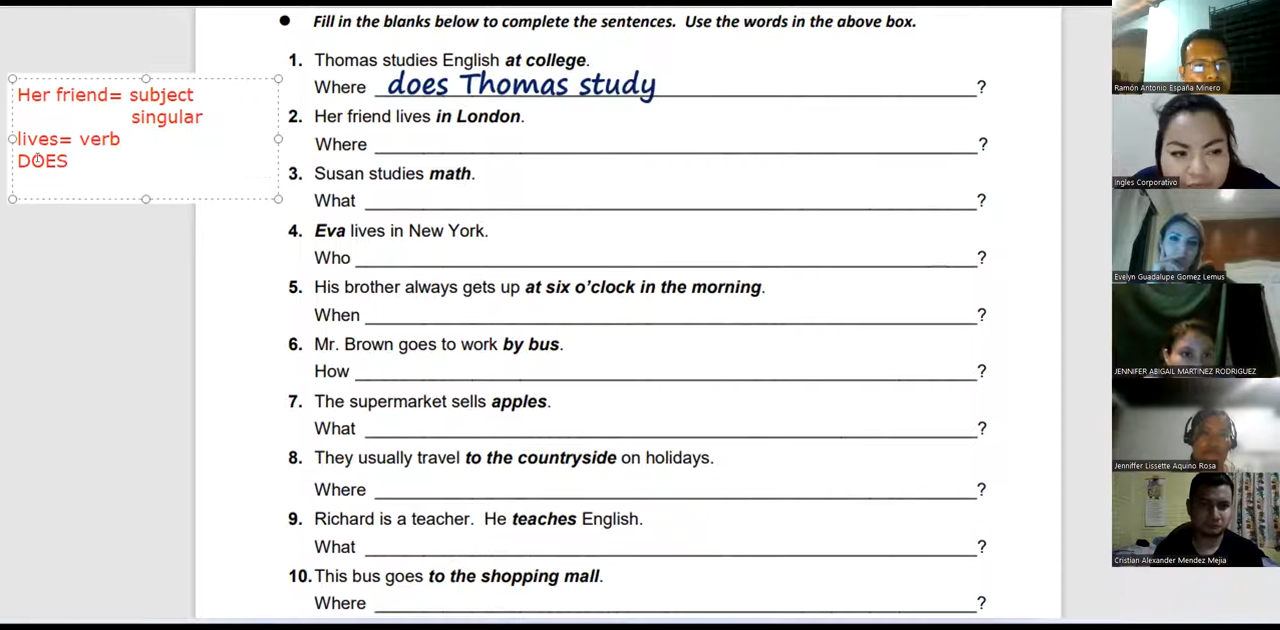 Fill in the blanks below to complete the sentences. Use the words in the above box.
1. Thomas studies English at college.
Where does Thomas study ?
2. Her friend lives in London.
Where ?
3. Susan studies math.
What ?
4. Eva lives in New York.
Who ?
5. His brother always gets up at six o’clock in the morning.
When ?
6. Mr. Brown goes to work by bus.
How ?
7. The supermarket sells apples.
What ?
8. They usually travel to the countryside on holidays.
Where ?
9. Richard is a teacher. He teaches English.
What ?
10. This bus goes to the shopping mall.
Where ?
Her friend= subject
singular
lives= verb
DOES
Ramón Antonio España Minero
Ingles Corporativo
Evelyn Guadalupe Gomez Lemus
JENNIFER ABIGAIL MARTINEZ RODRIGUEZ
Jenniffer Lissette Aquino Rosa
Cristian Alexander Mendez Mejia